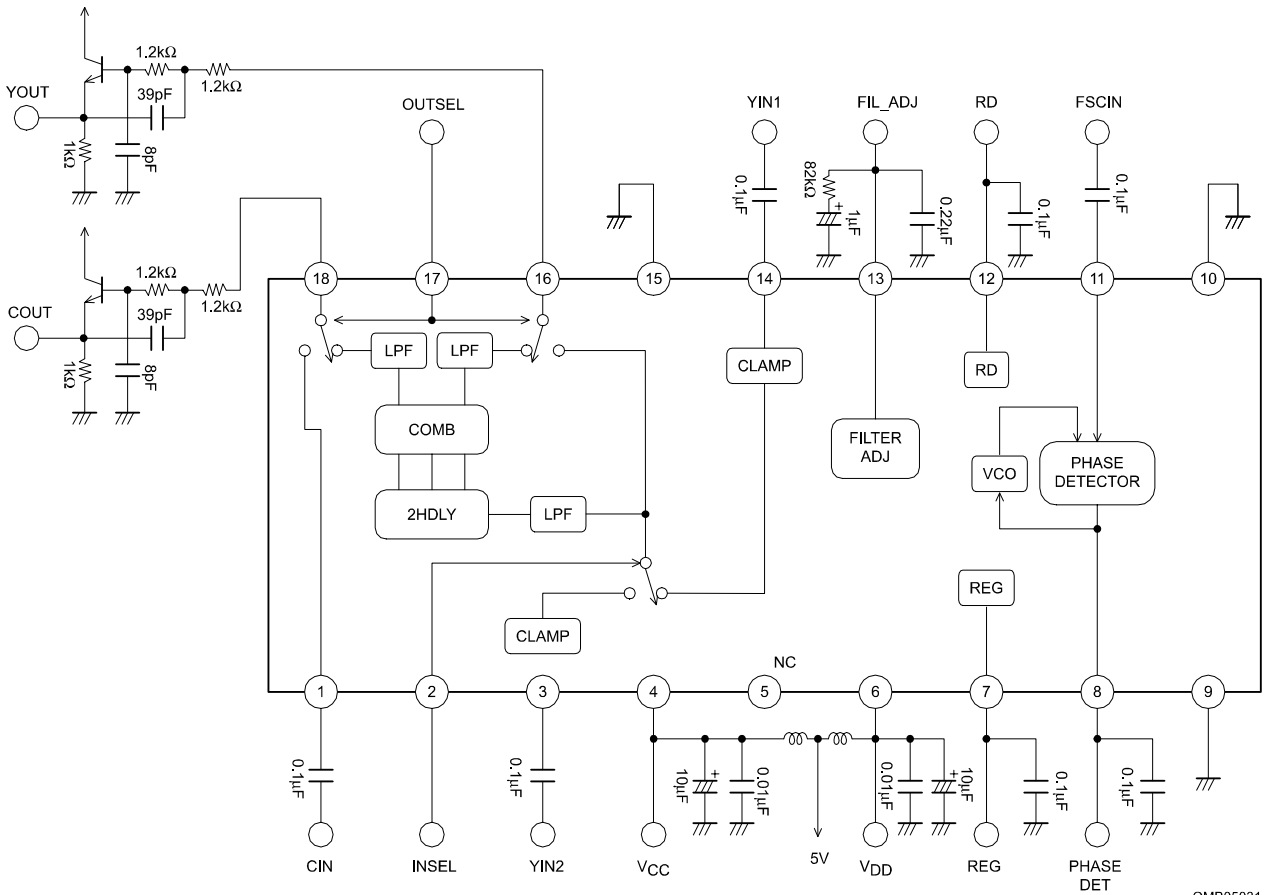 1.2kΩ
1.2kΩ
YOUT
39pF
1kΩ
8pF
OUTSEL
YIN1
FIL_ADJ
RD
FSCIN
0.1µF
82kΩ
1µF
+
0.22µF
0.1µF
0.1µF
1.2kΩ
1.2kΩ
COUT
39pF
1kΩ
8pF
18
17
16
15
14
13
12
11
10
LPF
LPF
CLAMP
RD
COMB
FILTER
ADJ
VCO
PHASE
DETECTOR
2HDLY
LPF
REG
CLAMP
NC
1
2
3
4
5
6
7
8
9
0.1µF
0.1µF
10µF
+
0.01µF
0.01µF
10µF
+
0.1µF
0.1µF
CIN
INSEL
YIN2
VCC
5V
VDD
REG
PHASE
DET